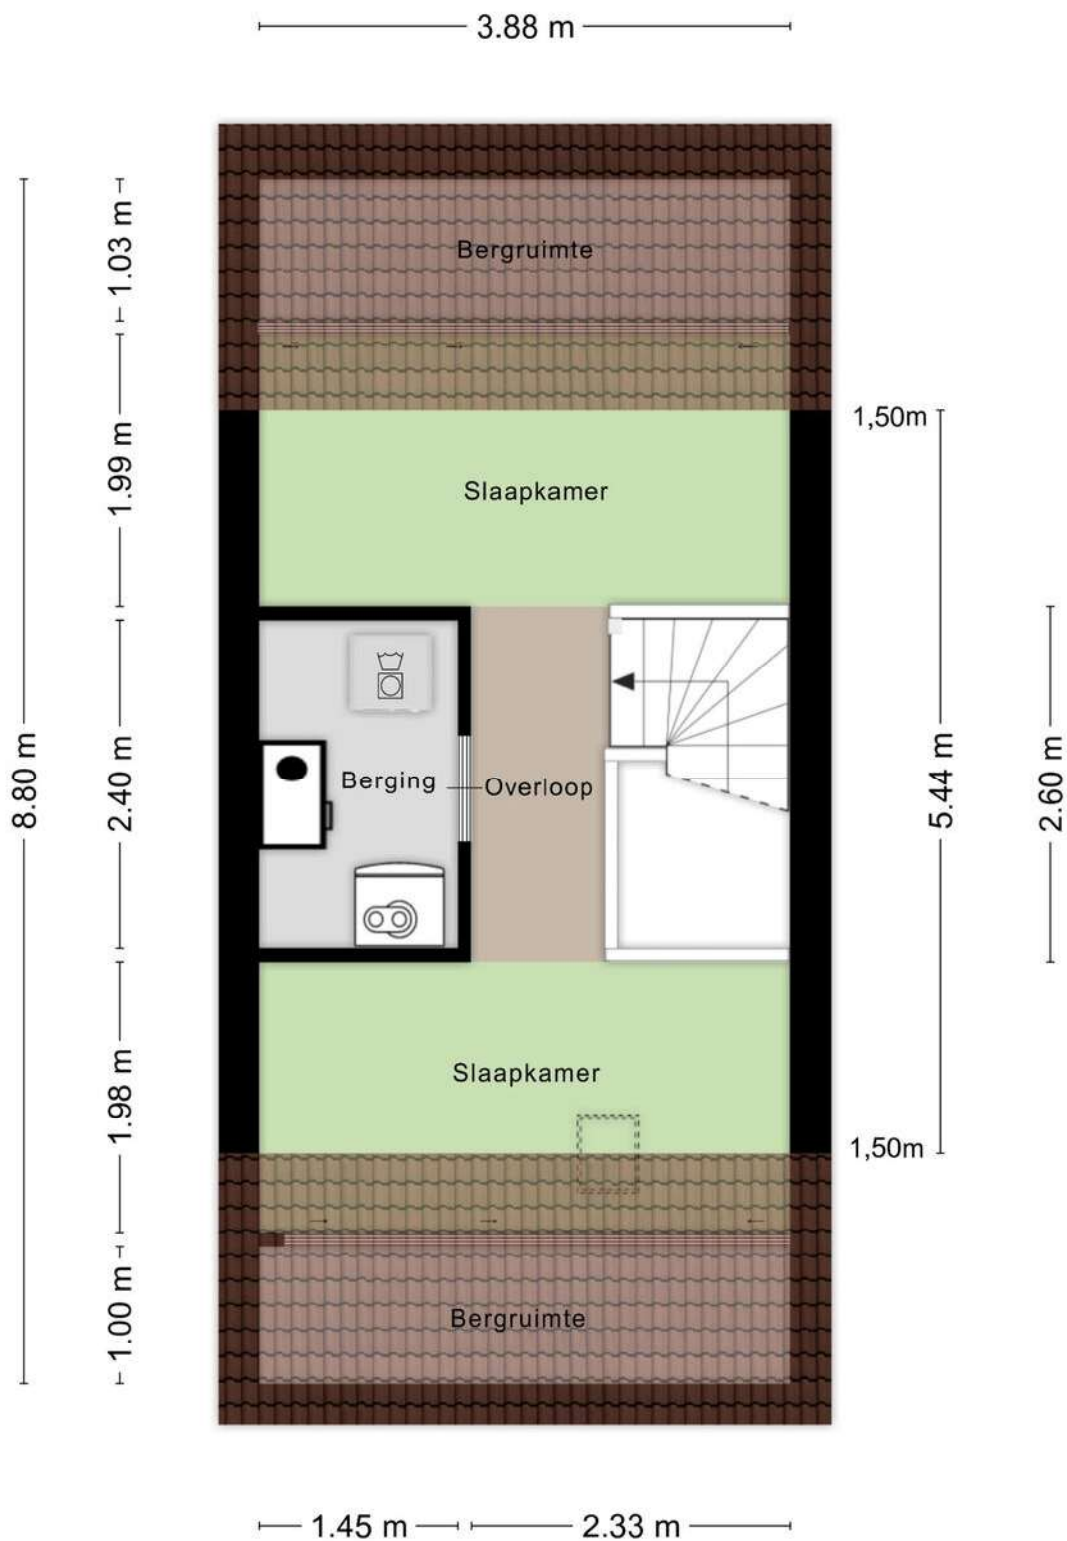 3.88 m
Bergruimte
1.03 m
1,50m
1.99 m
Slaapkamer
8.80 m
2.40 m
Berging
Overloop
5.44 m
2.60 m
Slaapkamer
1.98 m
1,50m
Bergruimte
1.00 m
1.45 m
2.33 m